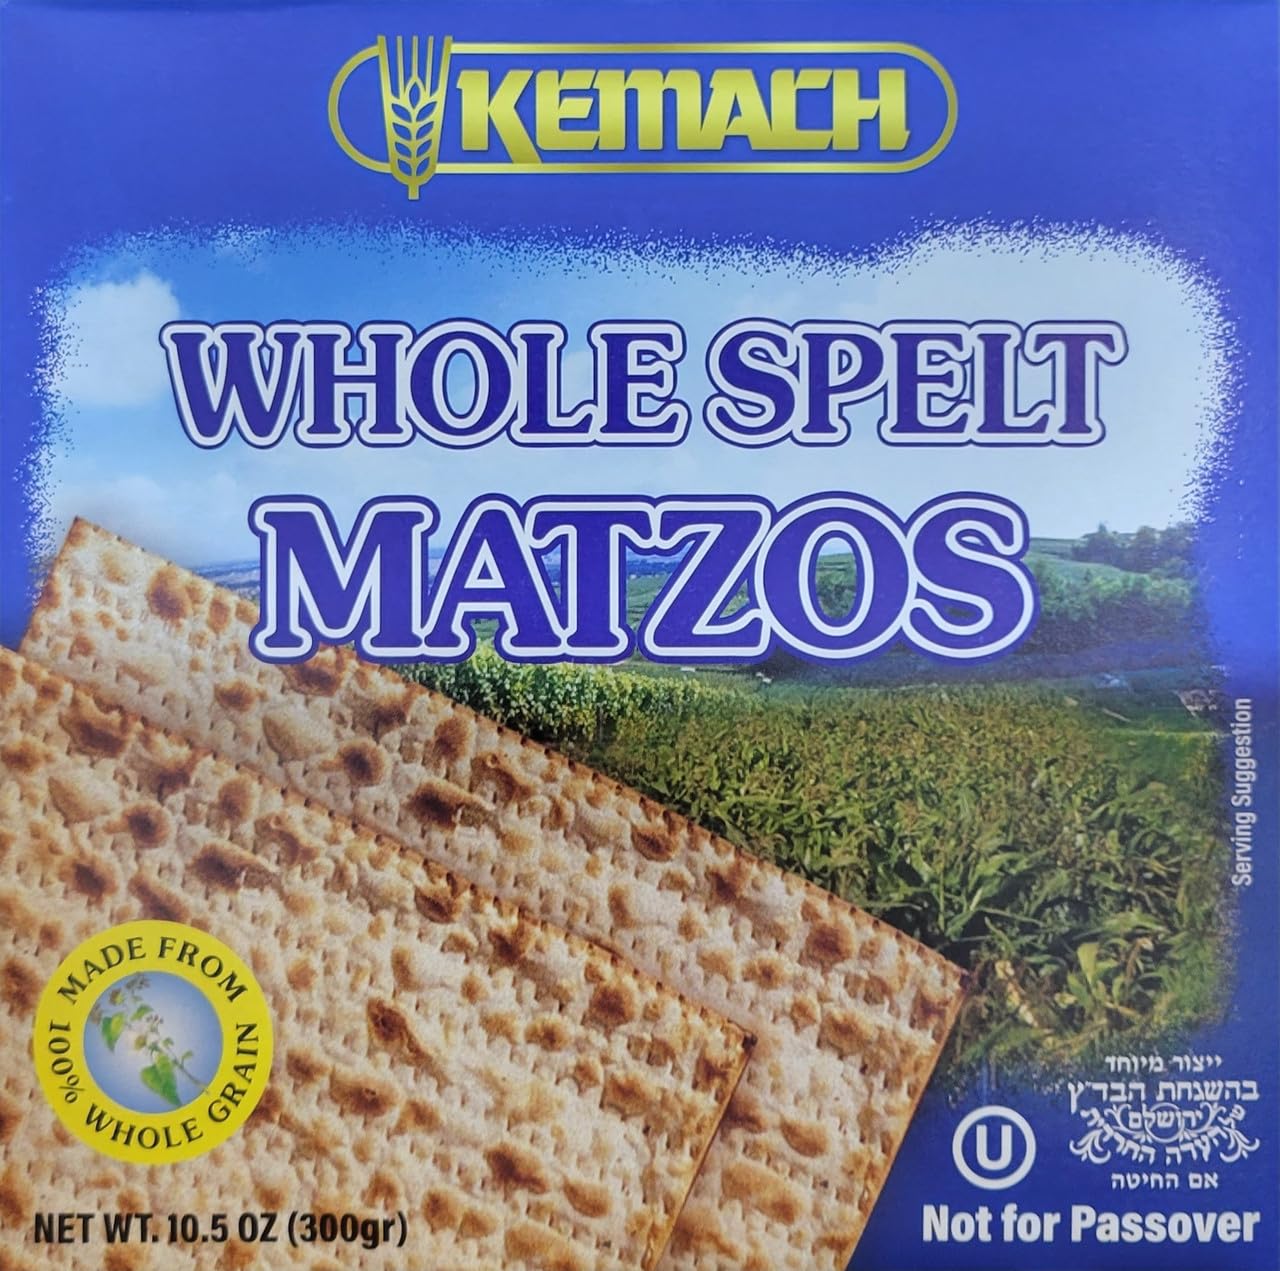 KEMACH
WHOLE SPELT
MATZOS
Serving Suggestion
MADE FROM
100% WHOLE GRAIN
ייצור מיוחד
בהשגחת הבד״ץ
ירושלם
אם החיטה
U
Not for Passover
NET WT. 10.5 OZ (300gr)